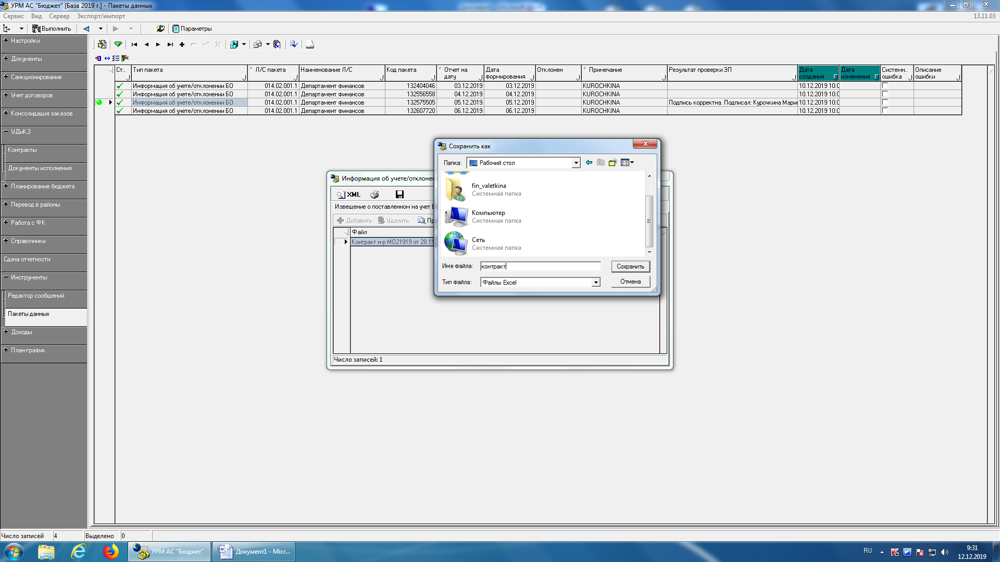 УРМ АС "Бюджет" [База 2019 г.] - Пакеты данных
Сервис Вид Сервер Экспорт/импорт 13.11.03
Выполнить Параметры
Настройки
Документы
Санкционирование
Учет договоров
Консолидация заказов
УДиКЗ
Контракты
Документы исполнения
Планирование бюджета
Перевод в районы
Работа с ФК
Справочники
Сдача отчетности
Инструменты
Редактор сообщений
Пакеты данных
Доходы
План-график
Ст.. Тип пакета Л/С пакета Наименование Л/С Код пакета Отчет на дату Дата формирования Отклонен Примечание Результат проверки ЭП Дата создания Дата изменения Системн.. ошибка Описание ошибки
Информация об учете/отклонении БО 014.02.001.1 Департамент финансов 132404046 03.12.2019 03.12.2019 KUROCHKINA 10.12.2019 10:0
Информация об учете/отклонении БО 014.02.001.1 Департамент финансов 132556558 04.12.2019 04.12.2019 KUROCHKINA 10.12.2019 10:0
Информация об учете/отклонении БО 014.02.001.1 Департамент финансов 132575505 05.12.2019 05.12.2019 KUROCHKINA Подпись корректна. Подписал: Курочкина Мари 10.12.2019 10:0
Информация об учете/отклонении БО 014.02.001.1 Департамент финансов 132607720 06.12.2019 06.12.2019 KUROCHKINA 10.12.2019 10:0
Информация об учете/отклонен
XML
Извещение о поставленном на учет
Добавить Удалить Пр
Файл
Контракт н-р МО21919 от 28.11
Число записей: 1
Сохранить как
Папка: Рабочий стол
fin_valetkina
Системная папка
Компьютер
Системная папка
Сеть
Системная папка
Имя файла: контракт Сохранить
Тип файла: Файлы Excel Отмена
Число записей 4 Выделено 0
УРМ АС "Бюджет" Документ1 - Micr... RU 9:31
12.12.2019